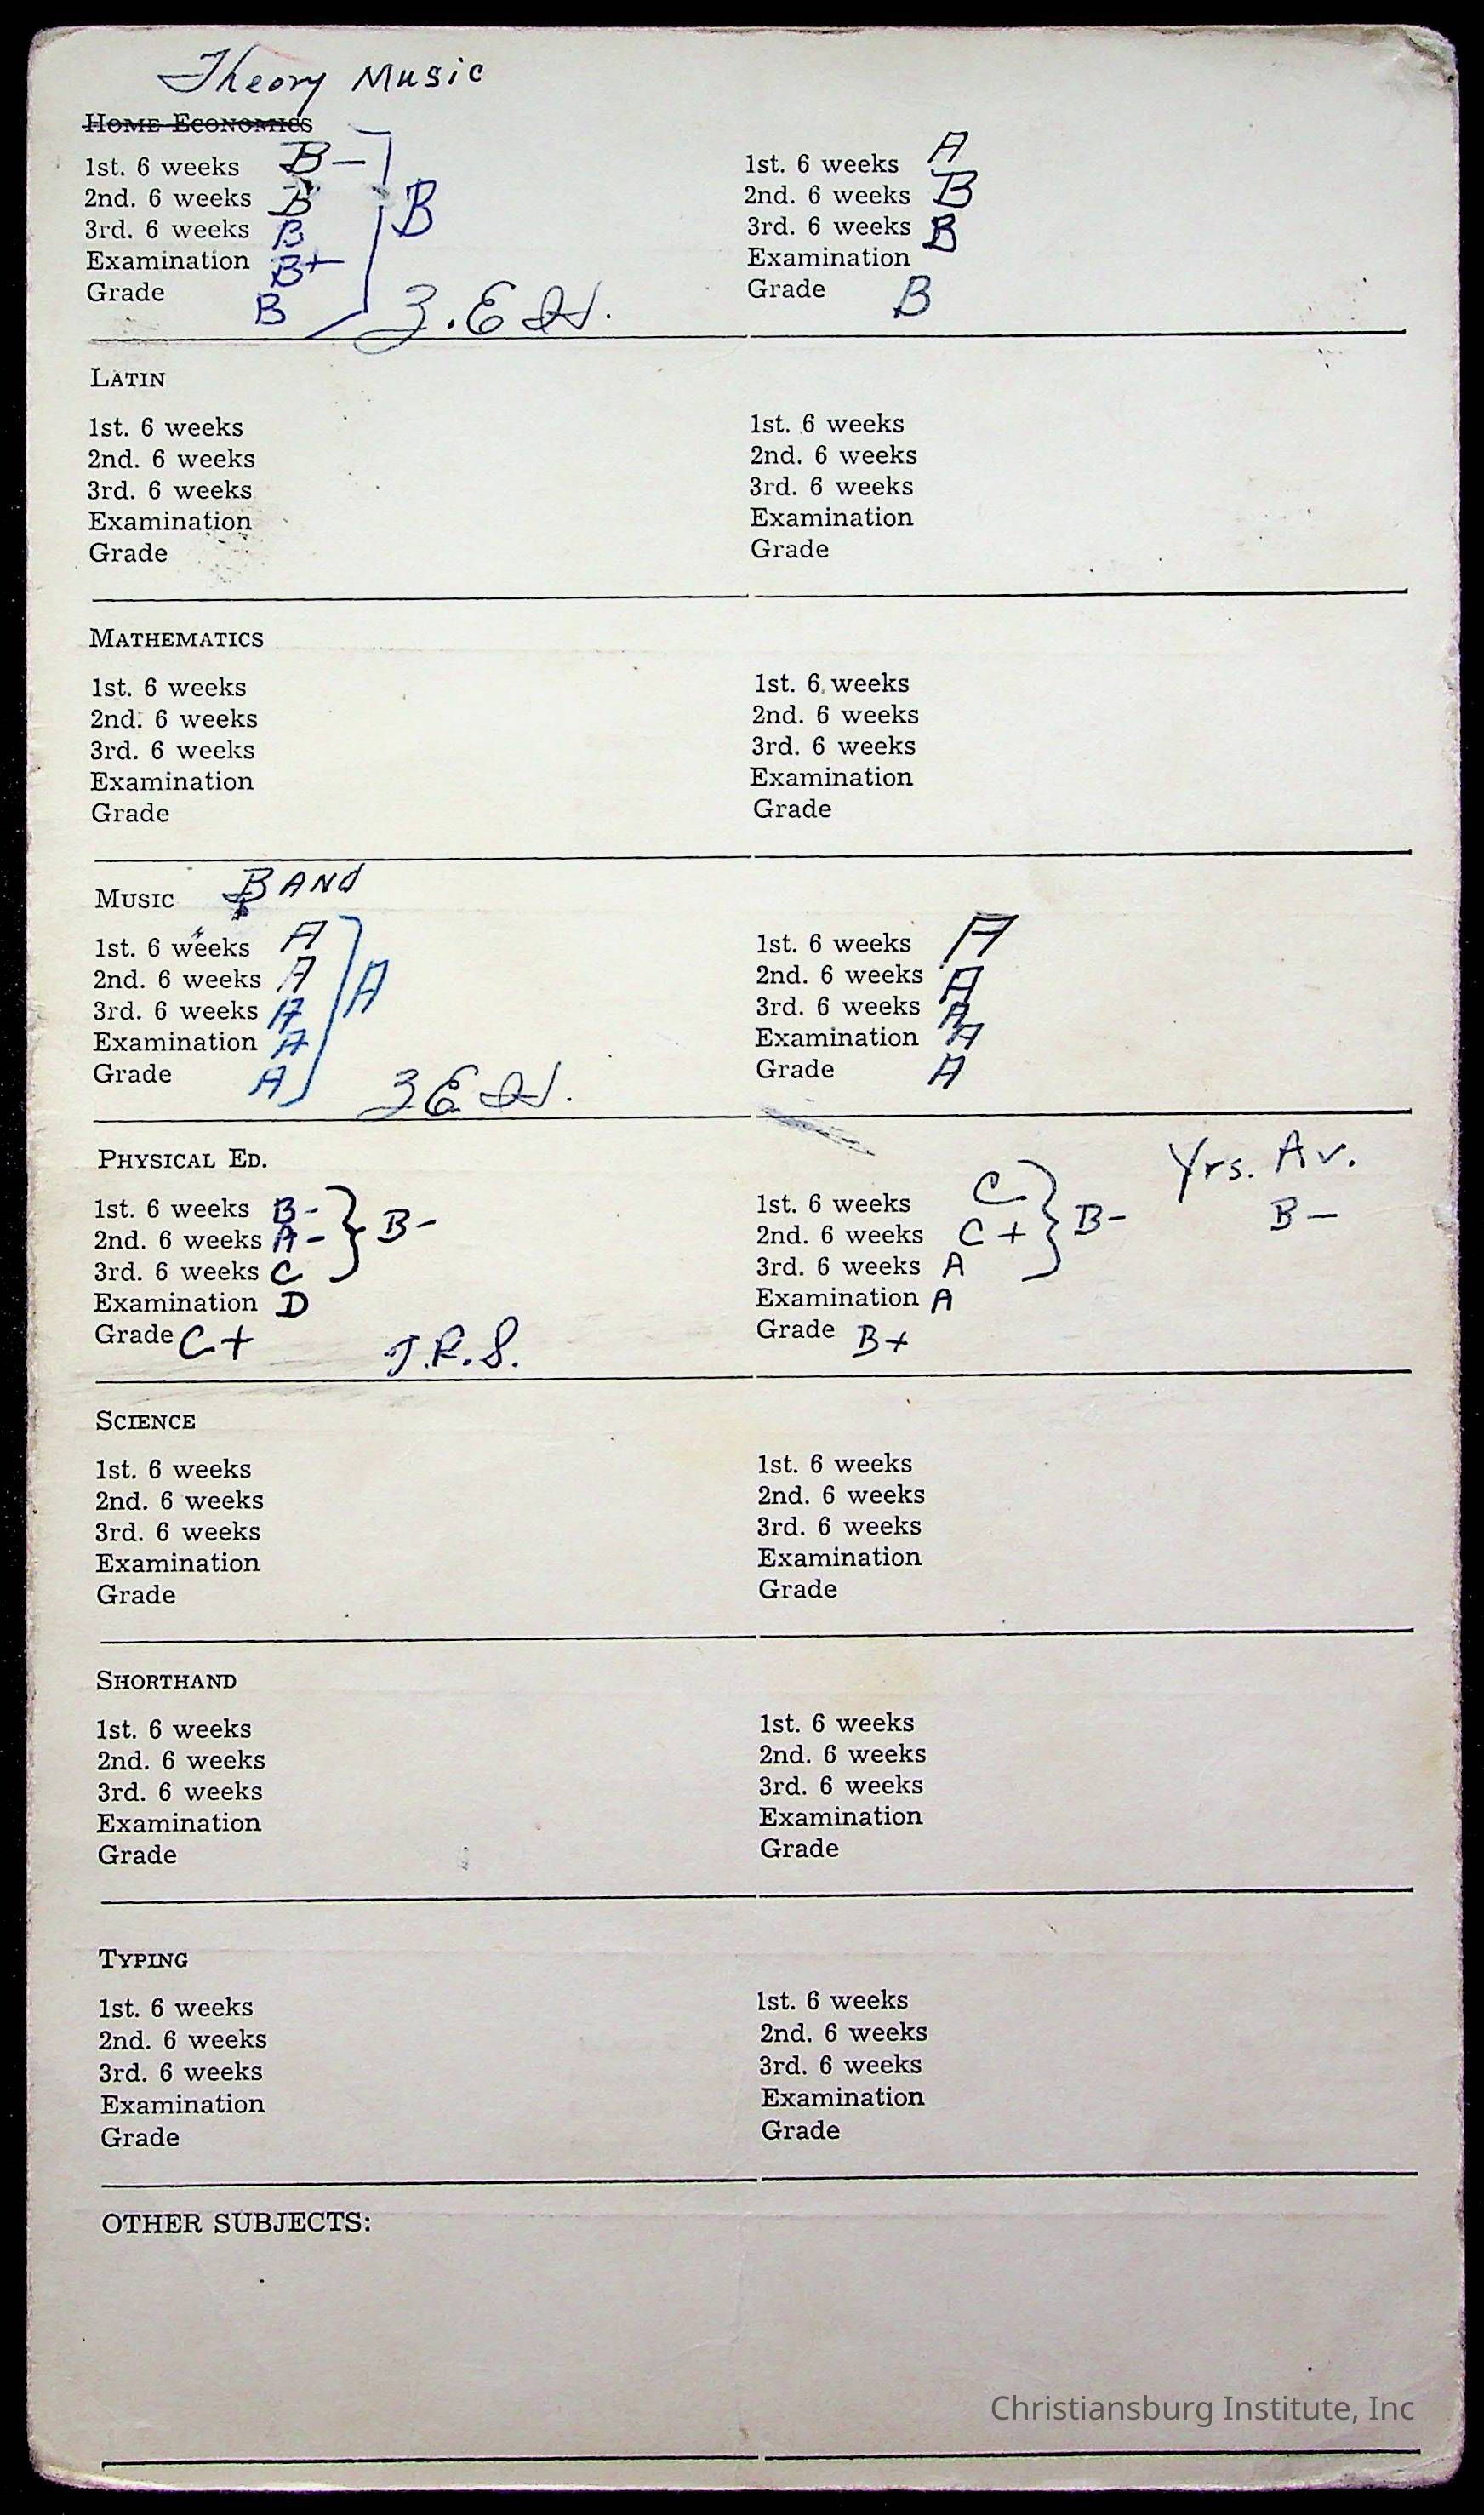 Theory Music
HOME ECONOMICS
1st. 6 weeks B-
2nd. 6 weeks B
3rd. 6 weeks B
Examination B+
Grade B
B
1st. 6 weeks A
2nd. 6 weeks B
3rd. 6 weeks B
Examination
Grade B
LATIN
1st. 6 weeks
2nd. 6 weeks
3rd. 6 weeks
Examination
Grade
1st. 6 weeks
2nd. 6 weeks
3rd. 6 weeks
Examination
Grade
MATHEMATICS
1st. 6 weeks
2nd. 6 weeks
3rd. 6 weeks
Examination
Grade
1st. 6 weeks
2nd. 6 weeks
3rd. 6 weeks
Examination
Grade
MUSIC BAND
1st. 6 weeks A
2nd. 6 weeks A
3rd. 6 weeks A
Examination A
Grade A
A
1st. 6 weeks A
2nd. 6 weeks A
3rd. 6 weeks A
Examination A
Grade A
PHYSICAL ED.
1st. 6 weeks B-
2nd. 6 weeks A-
3rd. 6 weeks C
Examination D
Grade C+
B-
J.R.S.
1st. 6 weeks C
2nd. 6 weeks C+
3rd. 6 weeks A
Examination A
Grade B+
B-
Yrs. Av.
B-
SCIENCE
1st. 6 weeks
2nd. 6 weeks
3rd. 6 weeks
Examination
Grade
1st. 6 weeks
2nd. 6 weeks
3rd. 6 weeks
Examination
Grade
SHORTHAND
1st. 6 weeks
2nd. 6 weeks
3rd. 6 weeks
Examination
Grade
1st. 6 weeks
2nd. 6 weeks
3rd. 6 weeks
Examination
Grade
TYPING
1st. 6 weeks
2nd. 6 weeks
3rd. 6 weeks
Examination
Grade
1st. 6 weeks
2nd. 6 weeks
3rd. 6 weeks
Examination
Grade
OTHER SUBJECTS:
Christiansburg Institute, Inc